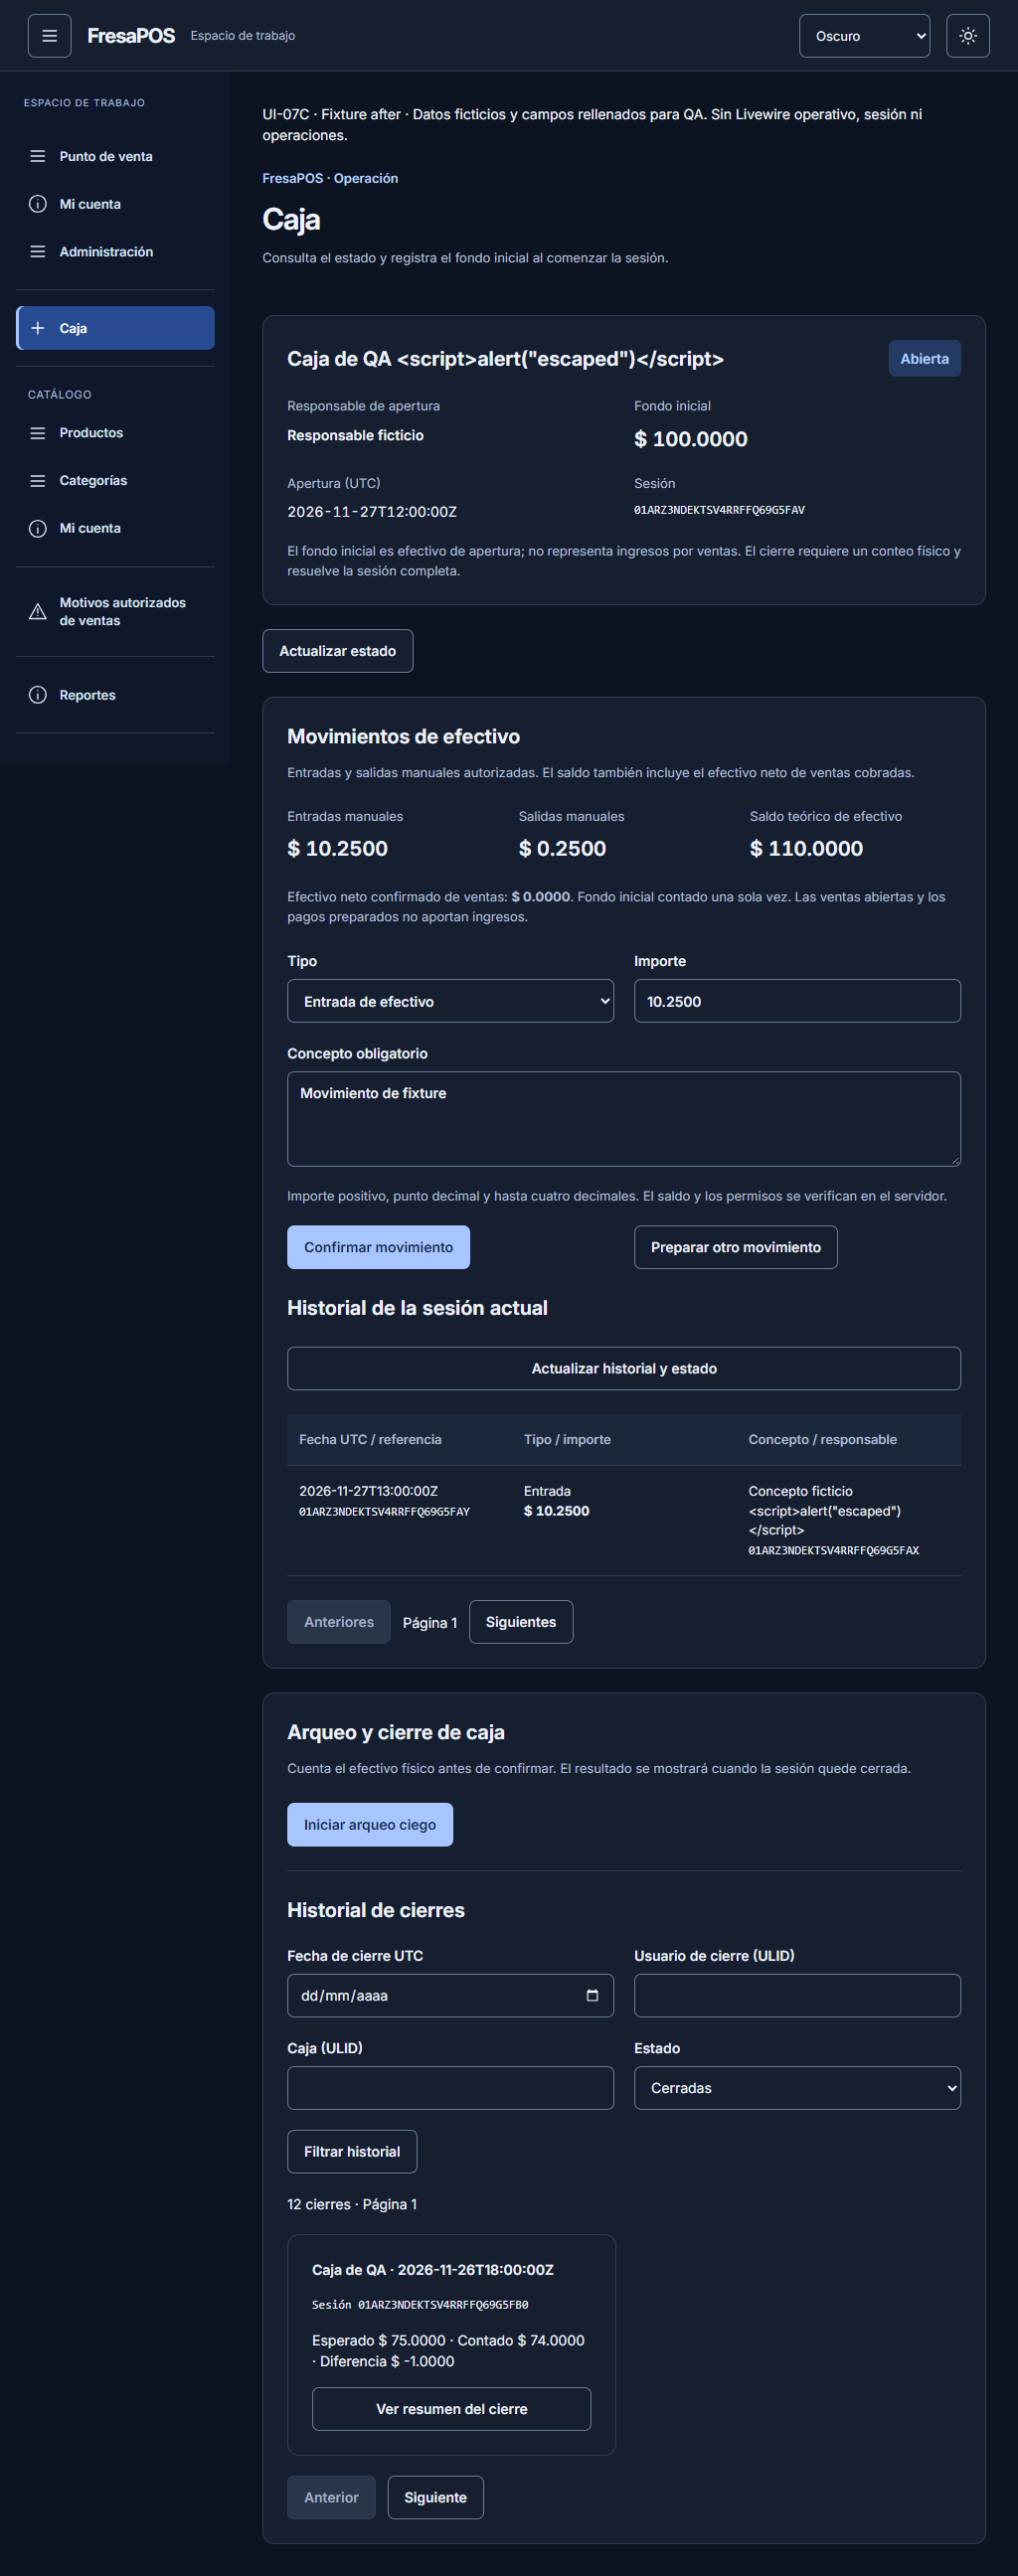 FresaPOS
Espacio de trabajo
Oscuro
ESPACIO DE TRABAJO
Punto de venta
Mi cuenta
Administración
Caja
CATÁLOGO
Productos
Categorías
Mi cuenta
Motivos autorizados
de ventas
Reportes
UI-07C · Fixture after · Datos ficticios y campos rellenados para QA. Sin Livewire operativo, sesión ni
operaciones.
FresaPOS · Operación
Caja
Consulta el estado y registra el fondo inicial al comenzar la sesión.
Caja de QA <script>alert("escaped")</script>
Abierta
Responsable de apertura
Responsable ficticio
Fondo inicial
$ 100.0000
Apertura (UTC)
2026-11-27T12:00:00Z
Sesión
01ARZ3NDEKTSV4RRFFQ69G5FAV
El fondo inicial es efectivo de apertura; no representa ingresos por ventas. El cierre requiere un conteo físico y
resuelve la sesión completa.
Actualizar estado
Movimientos de efectivo
Entradas y salidas manuales autorizadas. El saldo también incluye el efectivo neto de ventas cobradas.
Entradas manuales
$ 10.2500
Salidas manuales
$ 0.2500
Saldo teórico de efectivo
$ 110.0000
Efectivo neto confirmado de ventas: $ 0.0000. Fondo inicial contado una sola vez. Las ventas abiertas y los
pagos preparados no aportan ingresos.
Tipo
Entrada de efectivo
Importe
10.2500
Concepto obligatorio
Movimiento de fixture
Importe positivo, punto decimal y hasta cuatro decimales. El saldo y los permisos se verifican en el servidor.
Confirmar movimiento
Preparar otro movimiento
Historial de la sesión actual
Actualizar historial y estado
Fecha UTC / referencia
Tipo / importe
Concepto / responsable
2026-11-27T13:00:00Z
01ARZ3NDEKTSV4RRFFQ69G5FAY
Entrada
$ 10.2500
Concepto ficticio
<script>alert("escaped")
</script>
01ARZ3NDEKTSV4RRFFQ69G5FAX
Anteriores
Página 1
Siguientes
Arqueo y cierre de caja
Cuenta el efectivo físico antes de confirmar. El resultado se mostrará cuando la sesión quede cerrada.
Iniciar arqueo ciego
Historial de cierres
Fecha de cierre UTC
dd/mm/aaaa
Usuario de cierre (ULID)
Caja (ULID)
Estado
Cerradas
Filtrar historial
12 cierres · Página 1
Caja de QA · 2026-11-26T18:00:00Z
Sesión 01ARZ3NDEKTSV4RRFFQ69G5FB0
Esperado $ 75.0000 · Contado $ 74.0000
· Diferencia $ -1.0000
Ver resumen del cierre
Anterior
Siguiente